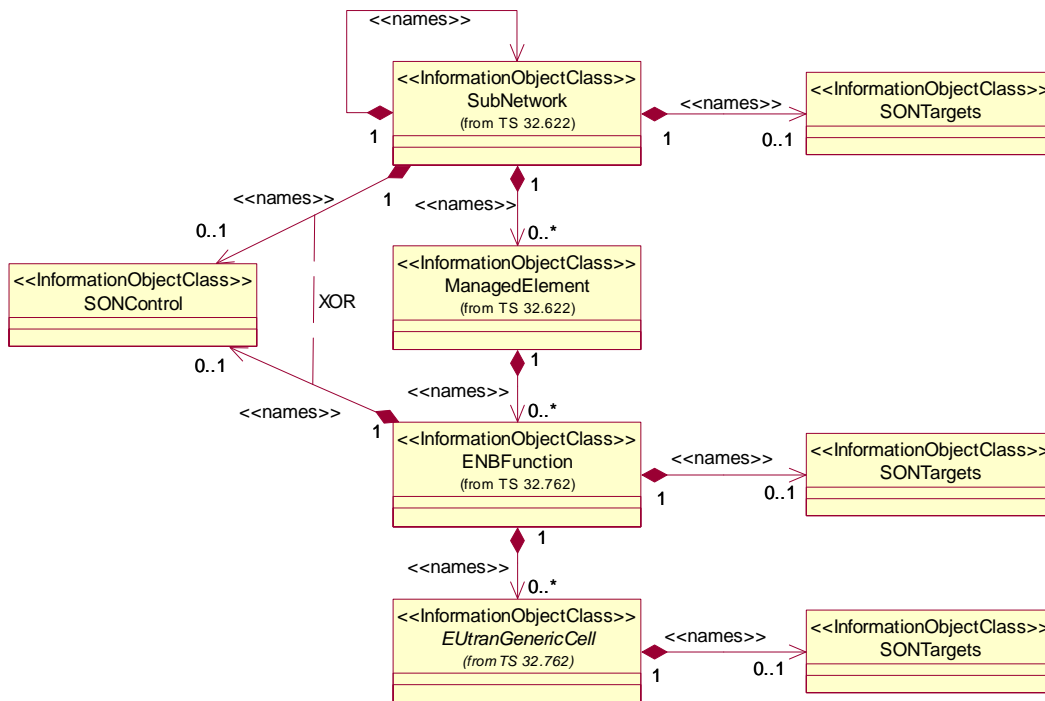 <<names>>
<<InformationObjectClass>>
SubNetwork
(from TS 32.622)
1
1
1
1
<<names>>
0..1
<<InformationObjectClass>>
SONTargets
<<names>>
0..1
<<names>>
0..*
<<InformationObjectClass>>
SONControl
XOR
<<InformationObjectClass>>
ManagedElement
(from TS 32.622)
1
<<names>>
0..*
0..1
<<names>>
1
<<InformationObjectClass>>
ENBFunction
(from TS 32.762)
1
1
<<names>>
0..1
<<InformationObjectClass>>
SONTargets
<<names>>
0..*
<<InformationObjectClass>>
EUtranGenericCell
(from TS 32.762)
1
<<names>>
0..1
<<InformationObjectClass>>
SONTargets